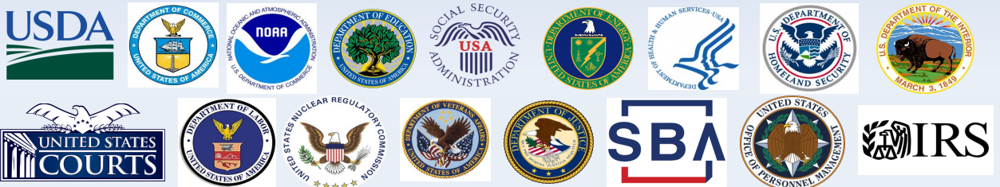 USDA
DEPARTMENT OF COMMERCE
UNITED STATES OF AMERICA
NATIONAL OCEANIC AND ATMOSPHERIC ADMINISTRATION
NOAA
U.S. DEPARTMENT OF COMMERCE
DEPARTMENT OF EDUCATION
UNITED STATES OF AMERICA
SOCIAL SECURITY
USA
ADMINISTRATION
DEPARTMENT OF ENERGY
UNITED STATES OF AMERICA
DEPARTMENT OF HEALTH & HUMAN SERVICES·USA
U.S. DEPARTMENT OF
HOMELAND SECURITY
U.S. DEPARTMENT OF THE INTERIOR
MARCH 3, 1849
UNITED STATES
COURTS
DEPARTMENT OF LABOR
UNITED STATES OF AMERICA
UNITED STATES NUCLEAR REGULATORY COMMISSION
DEPARTMENT OF VETERANS AFFAIRS
UNITED STATES OF AMERICA
DEPARTMENT OF JUSTICE
SBA
UNITED STATES
OFFICE OF PERSONNEL MANAGEMENT
IRS